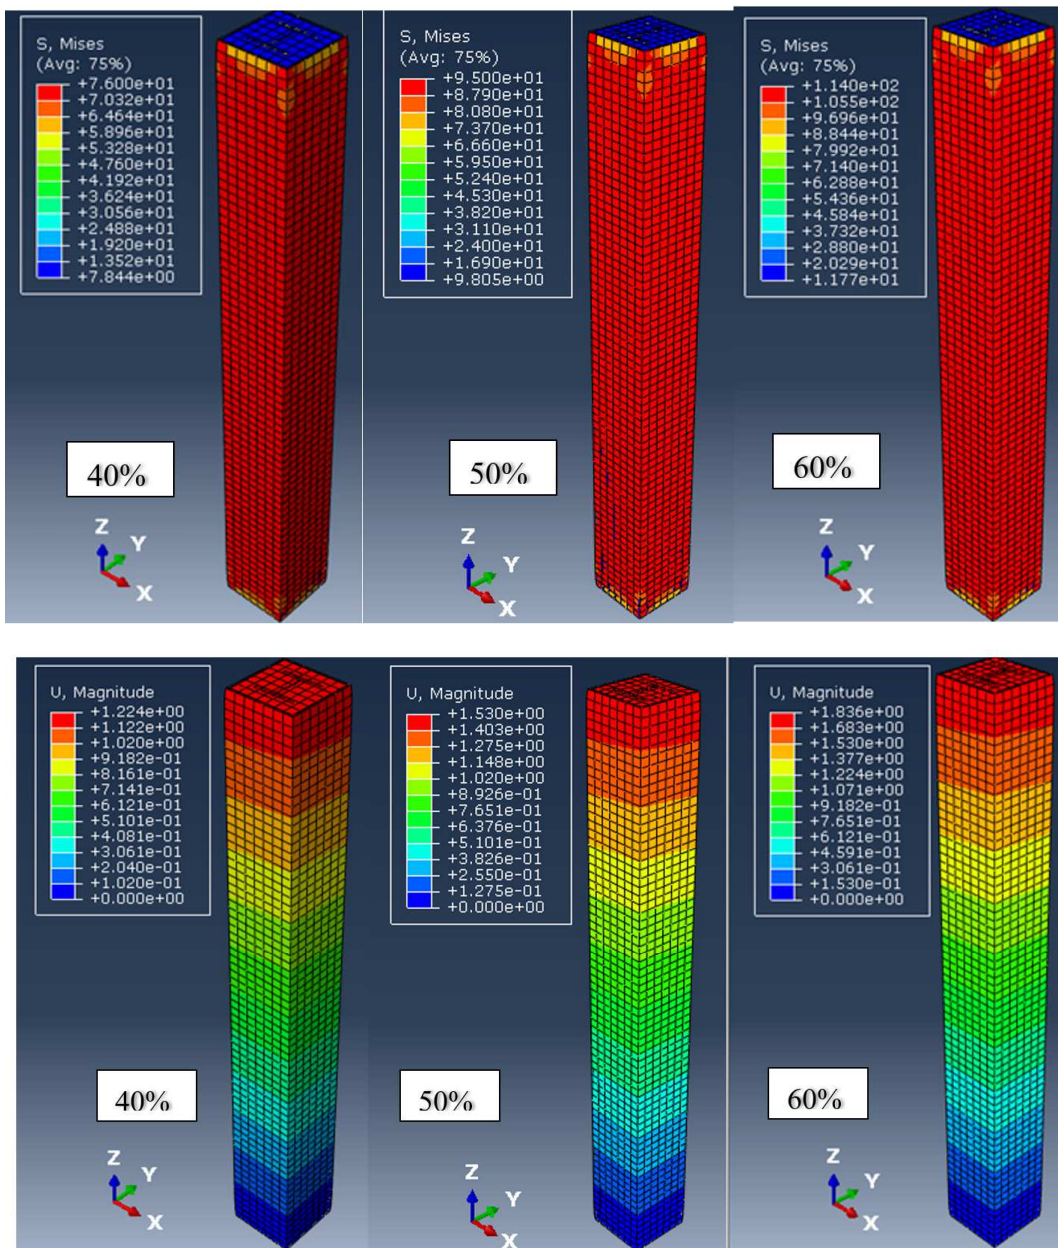 S, Mises
(Avg: 75%)
+7.600e+01
+7.032e+01
+6.464e+01
+5.896e+01
+5.328e+01
+4.760e+01
+4.192e+01
+3.624e+01
+3.056e+01
+2.488e+01
+1.920e+01
+1.352e+01
+7.844e+00
40%
Z
Y
X
S, Mises
(Avg: 75%)
+9.500e+01
+8.790e+01
+8.080e+01
+7.370e+01
+6.660e+01
+5.950e+01
+5.240e+01
+4.530e+01
+3.820e+01
+3.110e+01
+2.400e+01
+1.690e+01
+9.805e+00
50%
Z
Y
X
S, Mises
(Avg: 75%)
+1.140e+02
+1.055e+02
+9.696e+01
+8.844e+01
+7.992e+01
+7.140e+01
+6.288e+01
+5.436e+01
+4.584e+01
+3.732e+01
+2.880e+01
+2.029e+01
+1.177e+01
60%
Z
Y
X
U, Magnitude
+1.224e+00
+1.122e+00
+1.020e+00
+9.182e-01
+8.161e-01
+7.141e-01
+6.121e-01
+5.101e-01
+4.081e-01
+3.061e-01
+2.040e-01
+1.020e-01
+0.000e+00
40%
Z
Y
X
U, Magnitude
+1.530e+00
+1.403e+00
+1.275e+00
+1.148e+00
+1.020e+00
+8.926e-01
+7.651e-01
+6.376e-01
+5.101e-01
+3.826e-01
+2.550e-01
+1.275e-01
+0.000e+00
50%
Z
Y
X
U, Magnitude
+1.836e+00
+1.683e+00
+1.530e+00
+1.377e+00
+1.224e+00
+1.071e+00
+9.182e-01
+7.651e-01
+6.121e-01
+4.591e-01
+3.061e-01
+1.530e-01
+0.000e+00
60%
Z
Y
X